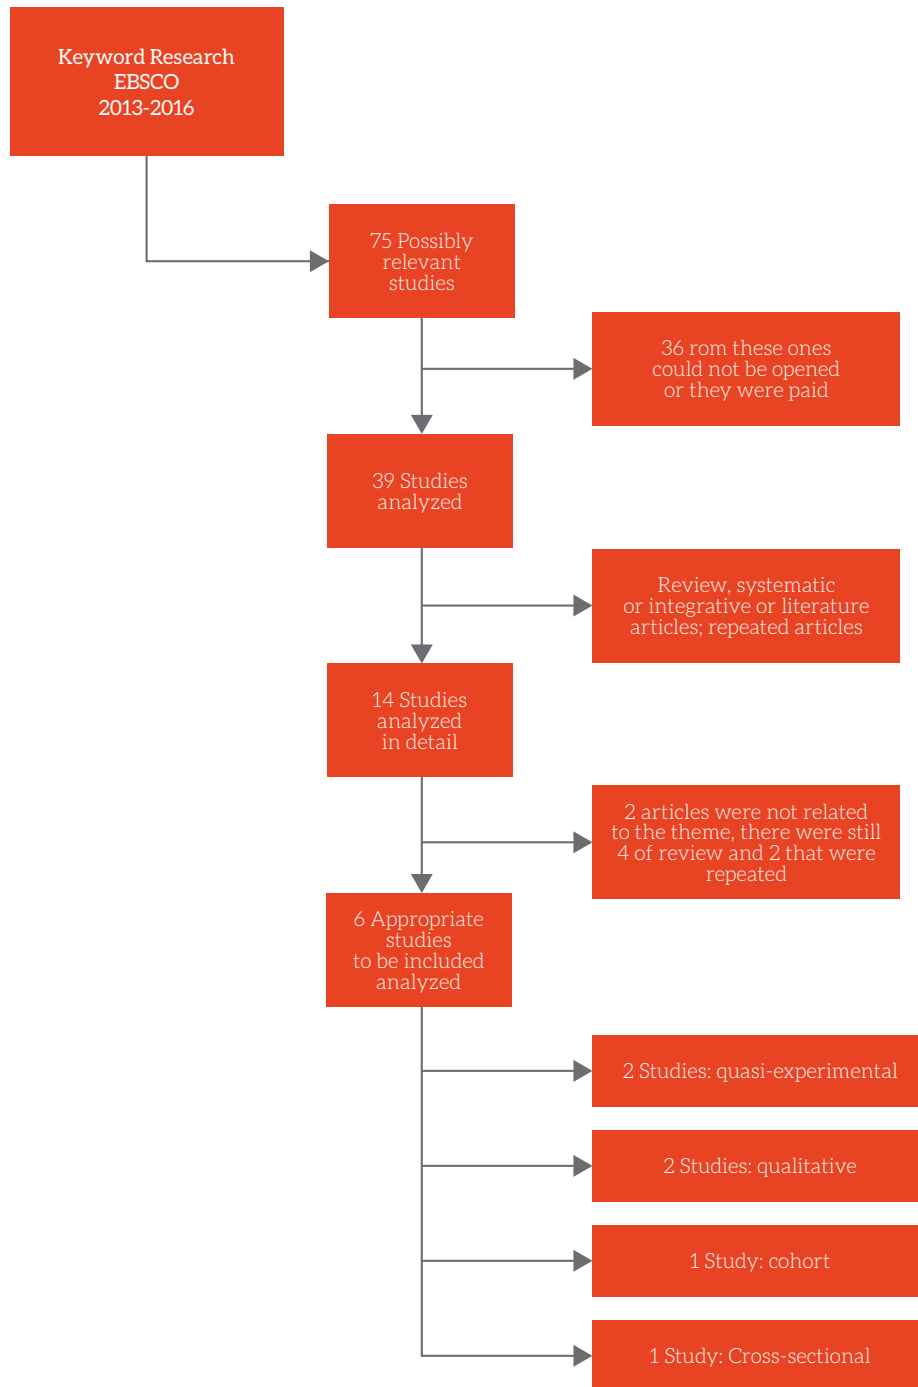 Keyword Research
EBSCO
2013-2016
75 Possibly
relevant
studies
36 rom these ones
could not be opened
or they were paid
39 Studies
analyzed
Review, systematic
or integrative or literature
articles; repeated articles
14 Studies
analyzed
in detail
2 articles were not related
to the theme, there were still
4 of review and 2 that were
repeated
6 Appropriate
studies
to be included
analyzed
2 Studies: quasi-experimental
2 Studies: qualitative
1 Study: cohort
1 Study: Cross-sectional